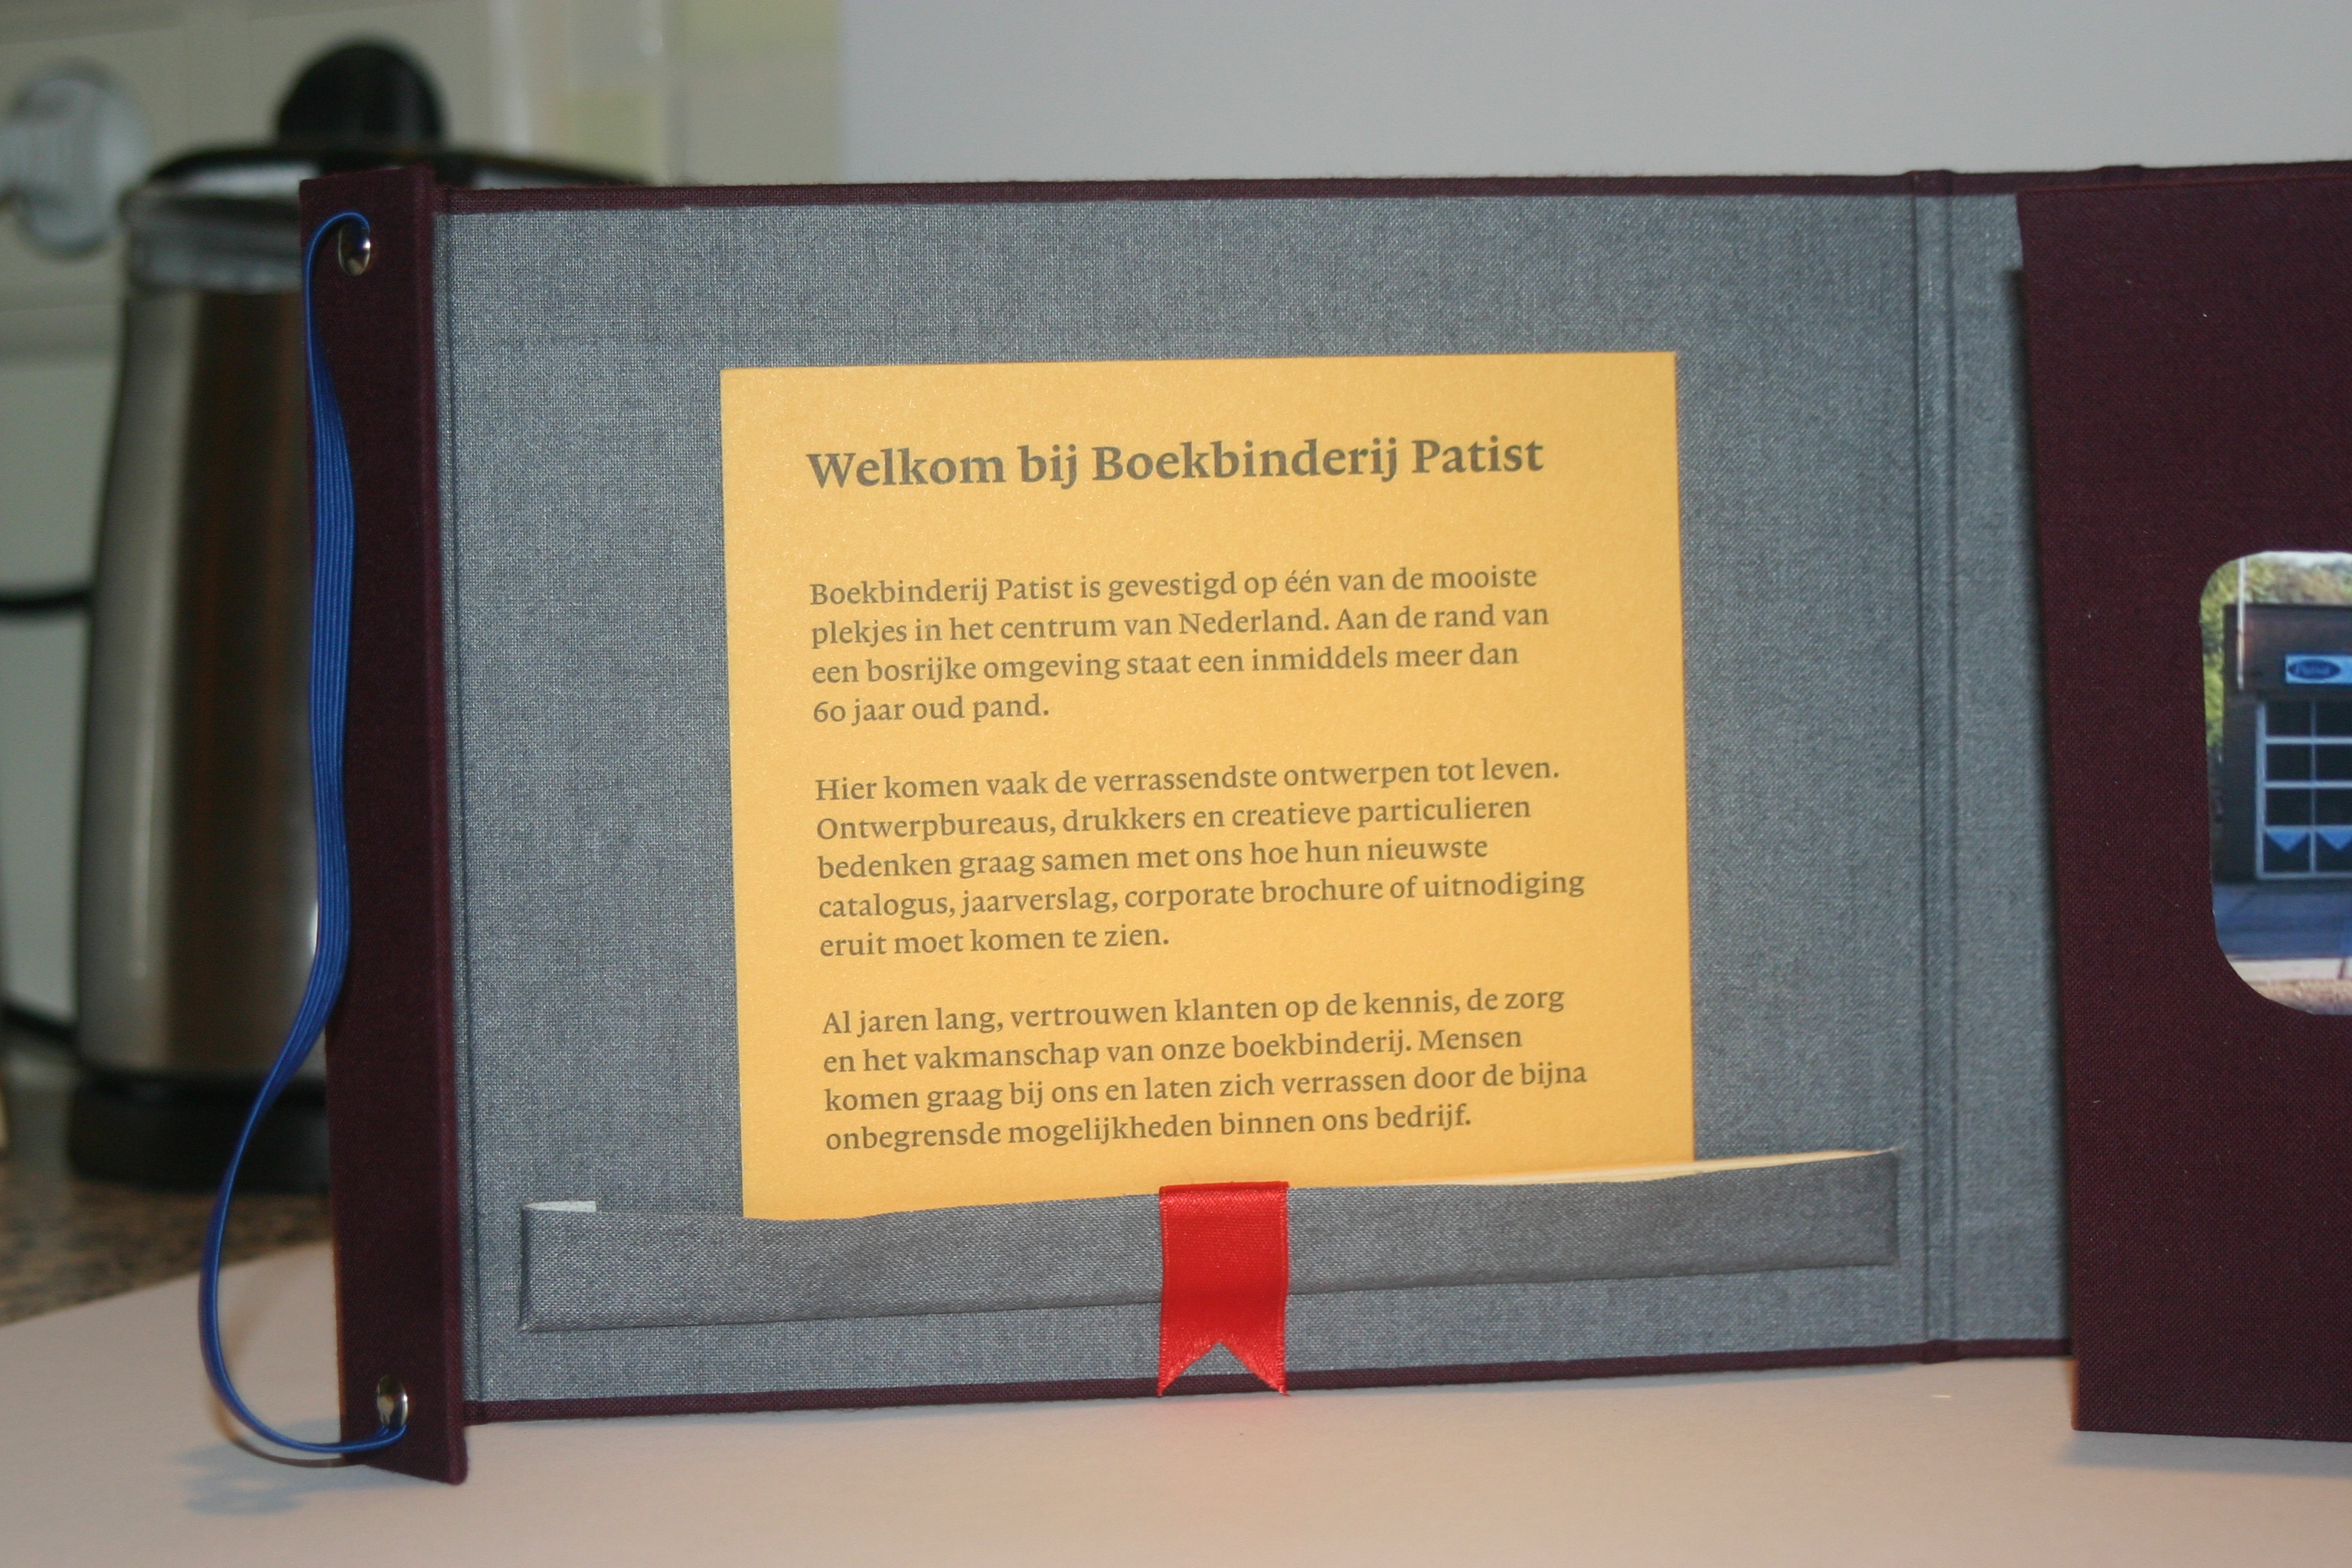 Welkom bij Boekbinderij Patist
Boekbinderij Patist is gevestigd op één van de mooiste
plekjes in het centrum van Nederland. Aan de rand van
een bosrijke omgeving staat een inmiddels meer dan
60 jaar oud pand.
Hier komen vaak de verrassendste ontwerpen tot leven.
Ontwerpbureaus, drukkers en creatieve particulieren
bedenken graag samen met ons hoe hun nieuwste
catalogus, jaarverslag, corporate brochure of uitnodiging
eruit moet komen te zien.
Al jaren lang, vertrouwen klanten op de kennis, de zorg
en het vakmanschap van onze boekbinderij. Mensen
komen graag bij ons en laten zich verrassen door de bijna
onbegrensde mogelijkheden binnen ons bedrijf.
Patist